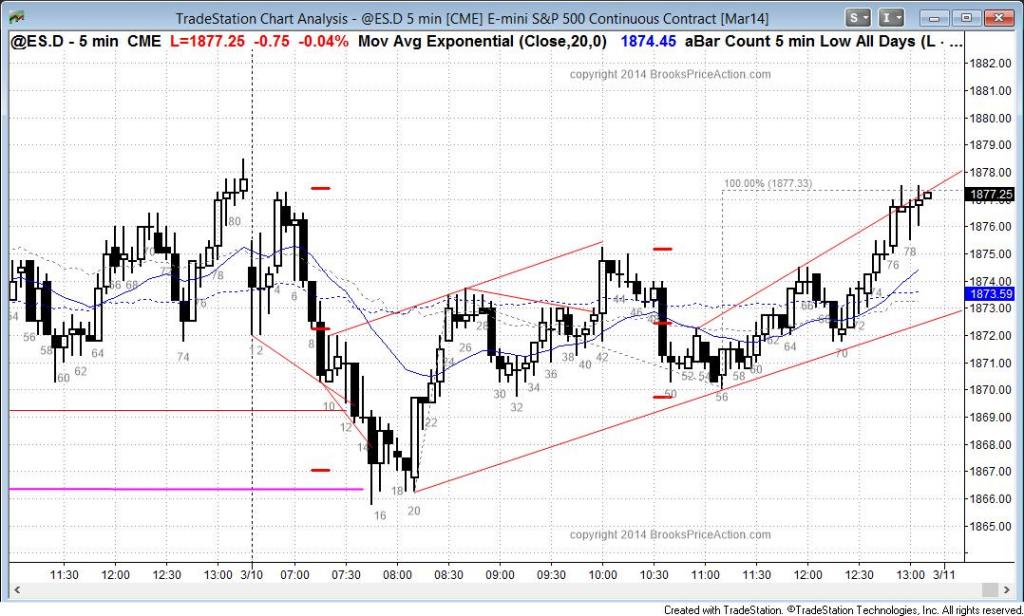 TradeStation Chart Analysis - @ES.D 5 min [CME] E-mini S&P 500 Continuous Contract [Mar14]
S I
@ES.D - 5 min CME L=1877.25 -0.75 -0.04% Mov Avg Exponential (Close,20,0) 1874.45 aBar Count 5 min Low All Days (L · ...
copyright 2014 BrooksPriceAction.com
1882.00
1881.00
1880.00
1879.00
1878.00
100.00% (1877.33)
1877.25
1876.00
1875.00
1874.00
1873.59
1873.00
1872.00
1871.00
1870.00
1869.00
1868.00
1867.00
1866.00
1865.00
56 58 60 62 64 66 68 70 74 76 78 80
2 4 6 8 10 12 14 16 18 20 22 24 26 28 30 32 34 36 38 40 42 44 46 50 52 54 56 58 60 62 64 66 68 70 72 74 76 78
copyright 2014 BrooksPriceAction.com
11:30 12:00 12:30 13:00 3/10 07:00 07:30 08:00 08:30 09:00 09:30 10:00 10:30 11:00 11:30 12:00 12:30 13:00 3/11
Created with TradeStation. ©TradeStation Technologies, Inc. All rights reserved.